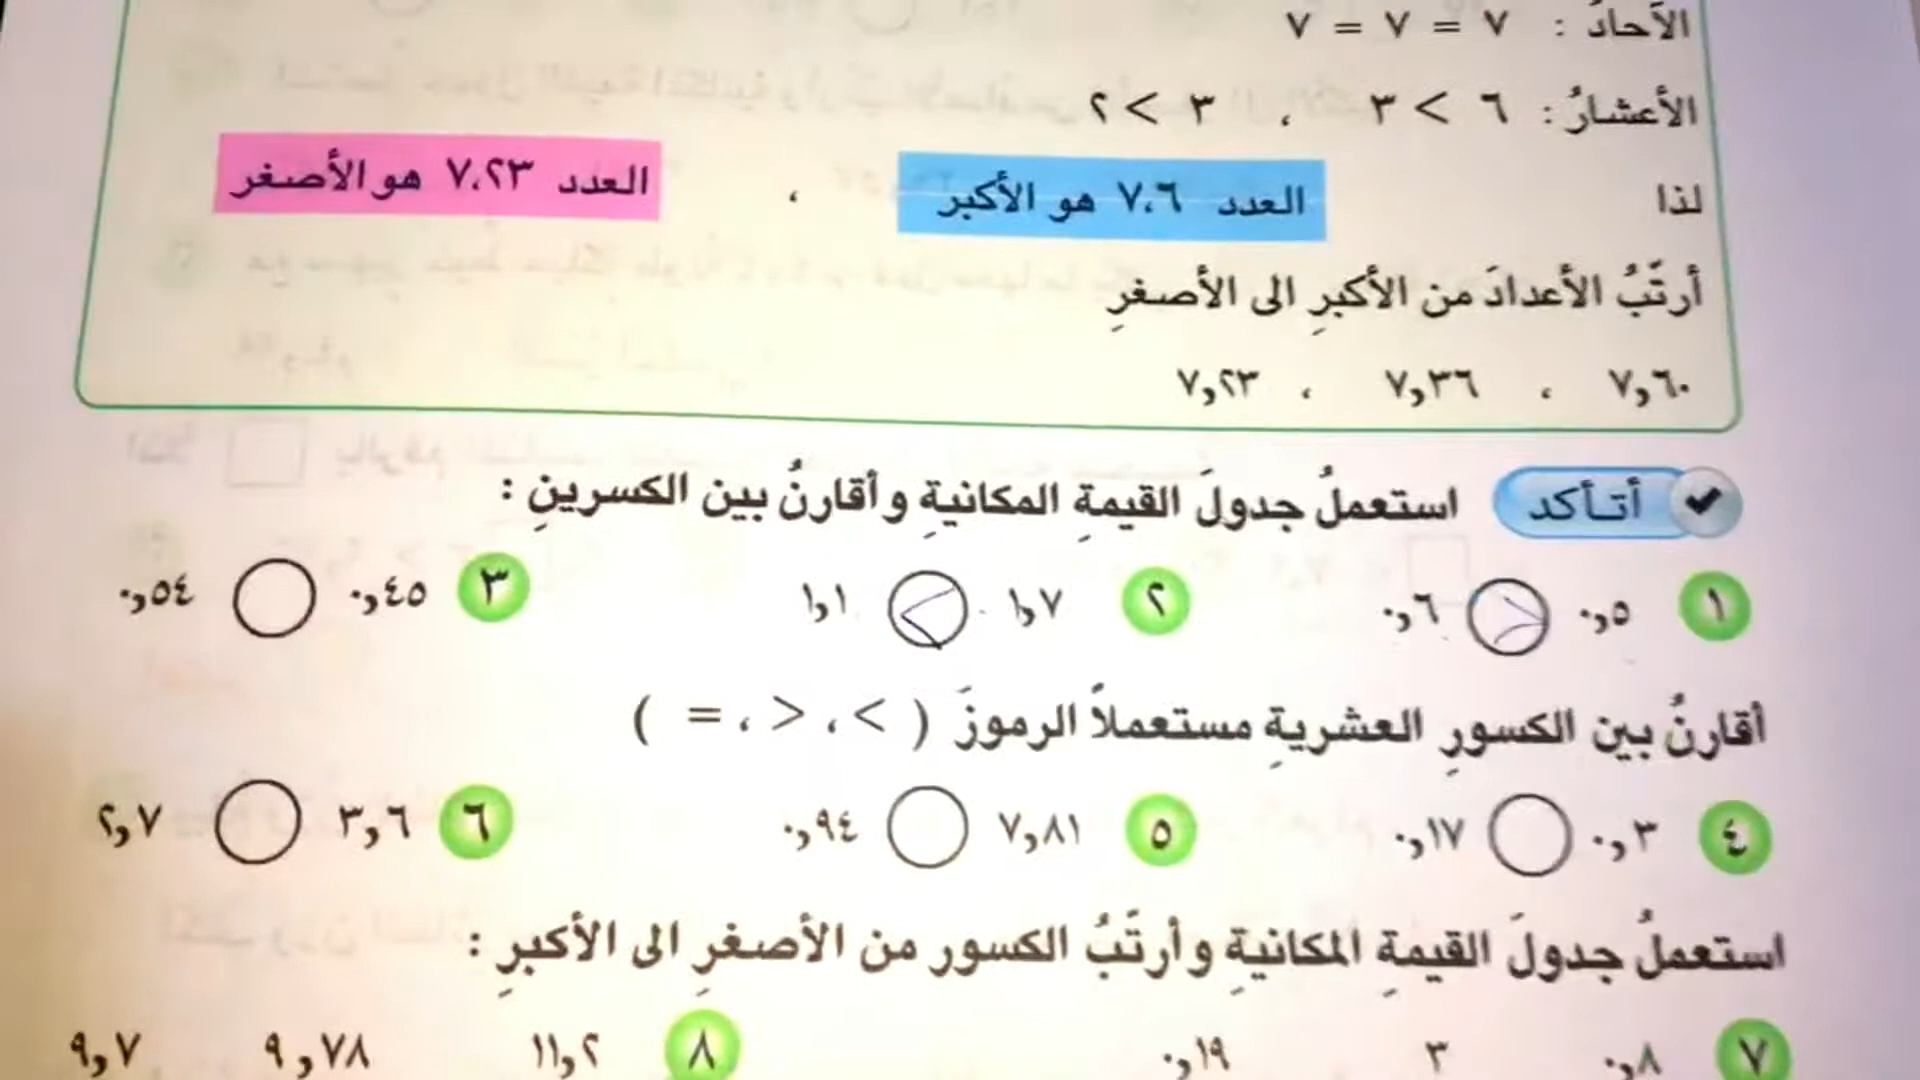 الآحاد : ٧ = ٧ = ٧
الأعشارُ : ٦ > ٣ ، ٣ > ٢
لذا العدد ٧،٦ هو الأكبر ، العدد ٧،٢٣ هو الأصغر
أرتّبُ الأعدادَ من الأكبرِ الى الأصغرِ
٧,٦٠ ، ٧,٣٦ ، ٧,٢٣
أتأكد استعملُ جدولَ القيمةِ المكانيةِ و أقارنُ بين الكسرينِ :
١ ٠,٥ < ٠,٦ ٢ ١,٧ > ١,١ ٣ ٠,٤٥ ٠,٥٤
أقارنُ بين الكسورِ العشريةِ مستعملاً الرموزَ ( > ، < ، = )
٤ ٠,٣ ٠,١٧ ٥ ٧,٨١ ٠,٩٤ ٦ ٣,٦ ٢,٧
استعملُ جدولَ القيمةِ المكانيةِ وأرتّبُ الكسور من الأصغرِ الى الأكبرِ :
٧ ٠,٨ ٣ ٠,١٩ ٨ ١١,٢ ٩,٧٨ ٩,٧